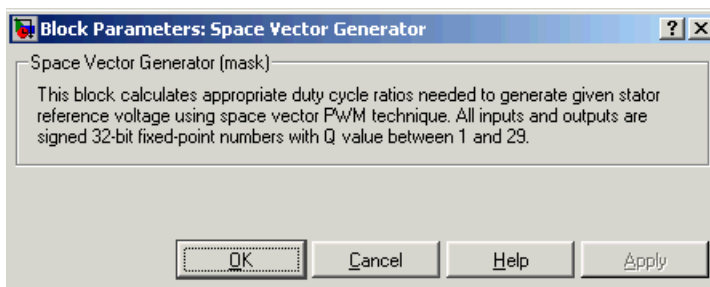 Block Parameters: Space Vector Generator
Space Vector Generator (mask)
This block calculates appropriate duty cycle ratios needed to generate given stator
reference voltage using space vector PWM technique. All inputs and outputs are
signed 32-bit fixed-point numbers with Q value between 1 and 29.
OK Cancel Help Apply